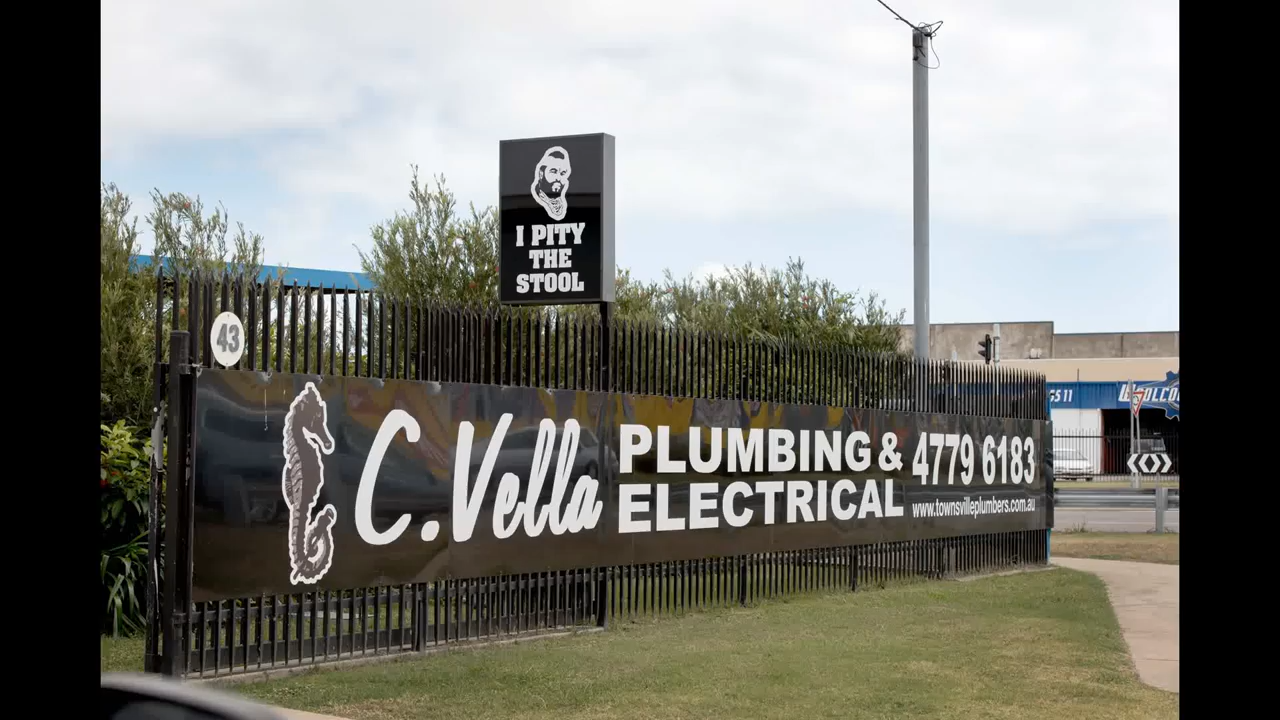 I PITY
THE
STOOL
43
C.Vella
PLUMBING &
ELECTRICAL
4779 6183
www.townsvilleplumbers.com.au